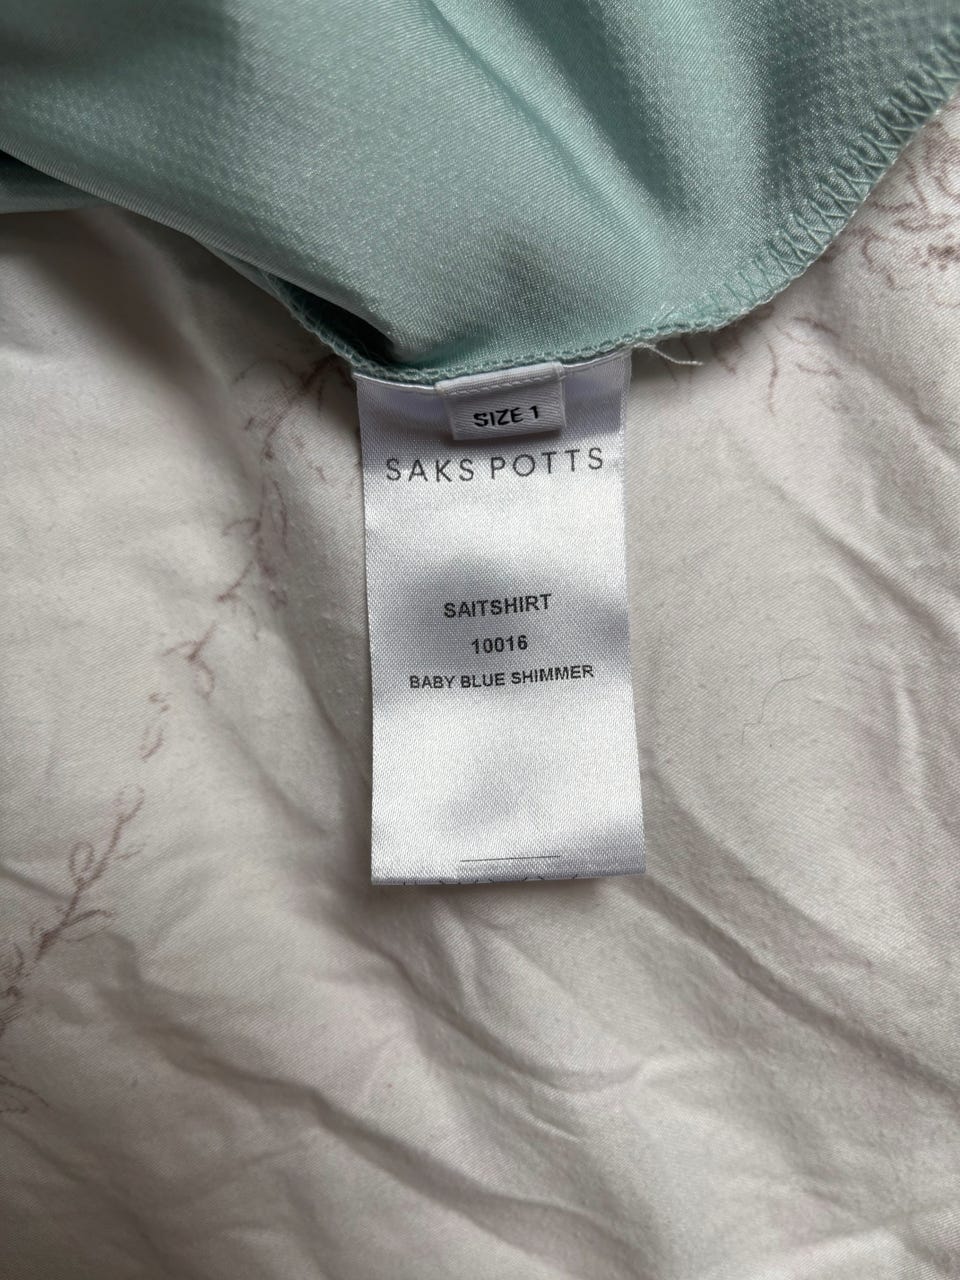 SIZE 1
SAKS POTTS
SAITSHIRT
10016
BABY BLUE SHIMMER